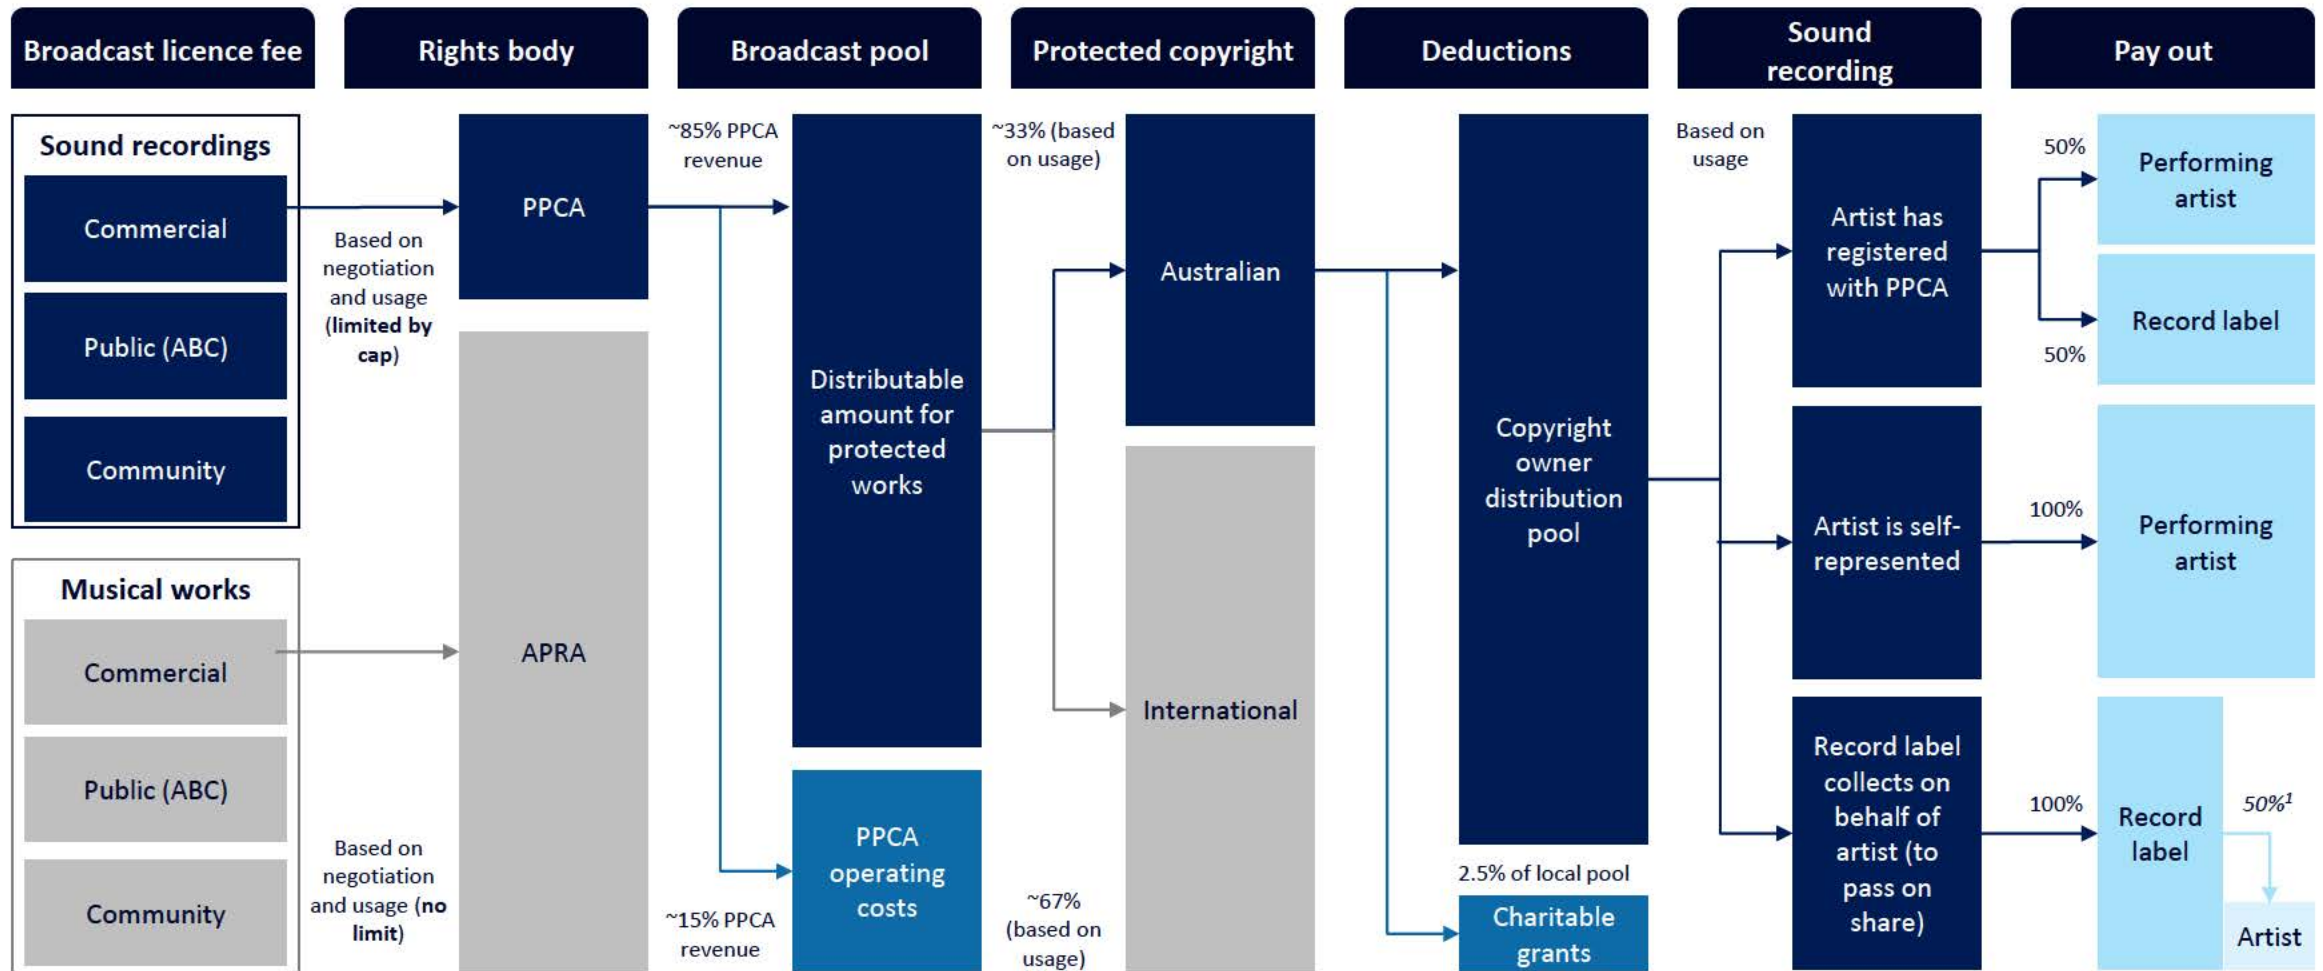 Broadcast licence fee
Rights body
Broadcast pool
Protected copyright
Deductions
Sound
recording
Pay out
Sound recordings
Commercial
Public (ABC)
Community
Based on
negotiation
and usage
(limited by
cap)
Musical works
Commercial
Public (ABC)
Community
Based on
negotiation
and usage (no
limit)
PPCA
APRA
~85% PPCA
revenue
~15% PPCA
revenue
Distributable
amount for
protected
works
PPCA
operating
costs
~33% (based
on usage)
~67%
(based on
usage)
Australian
International
Copyright
owner
distribution
pool
2.5% of local pool
Charitable
grants
Based on
usage
Artist has
registered
with PPCA
50%
50%
Performing
artist
Record label
Artist is self-
represented
100%
Performing
artist
Record label
collects on
behalf of
artist (to
pass on
share)
100%
Record
label
50%¹
Artist